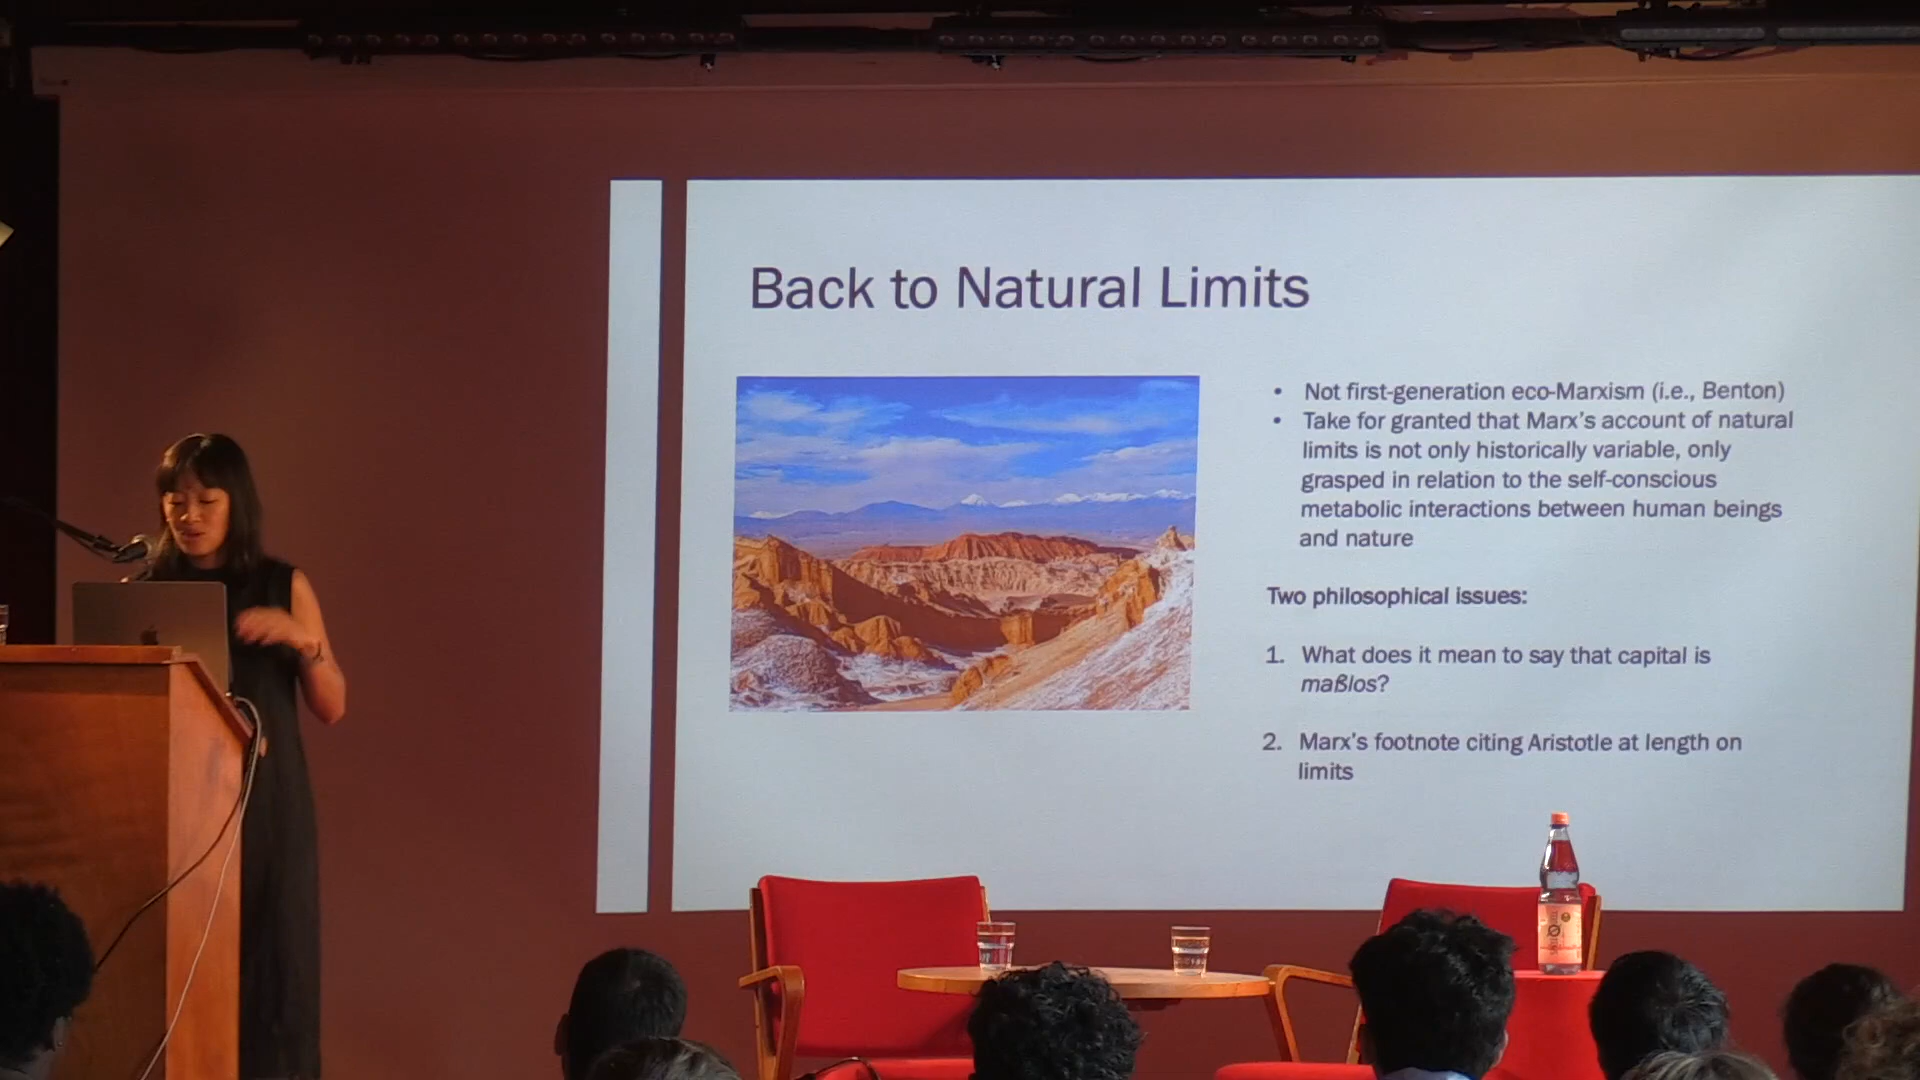 Back to Natural Limits
• Not first-generation eco-Marxism (i.e., Benton)
• Take for granted that Marx's account of natural
limits is not only historically variable, only
grasped in relation to the self-conscious
metabolic interactions between human beings
and nature
Two philosophical issues:
1. What does it mean to say that capital is
maßlos?
2. Marx's footnote citing Aristotle at length on
limits